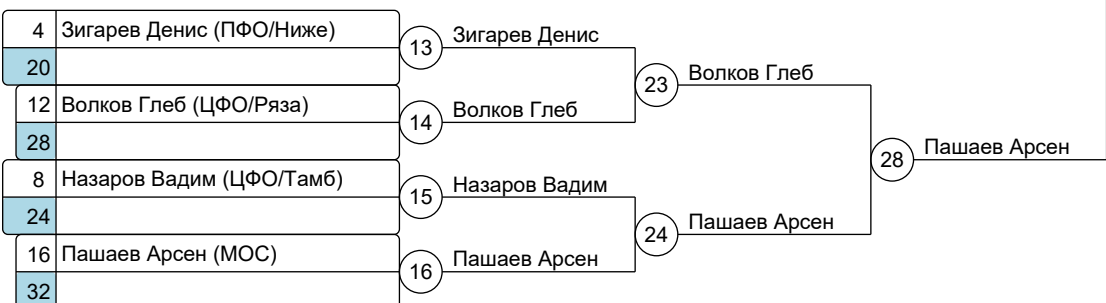 4 Зигарев Денис (ПФО/Ниже)
20
13
Зигарев Денис
12 Волков Глеб (ЦФО/Ряза)
28
14
Волков Глеб
23
Волков Глеб
8 Назаров Вадим (ЦФО/Тамб)
24
15
Назаров Вадим
16 Пашаев Арсен (МОС)
32
16
Пашаев Арсен
24
Пашаев Арсен
28
Пашаев Арсен